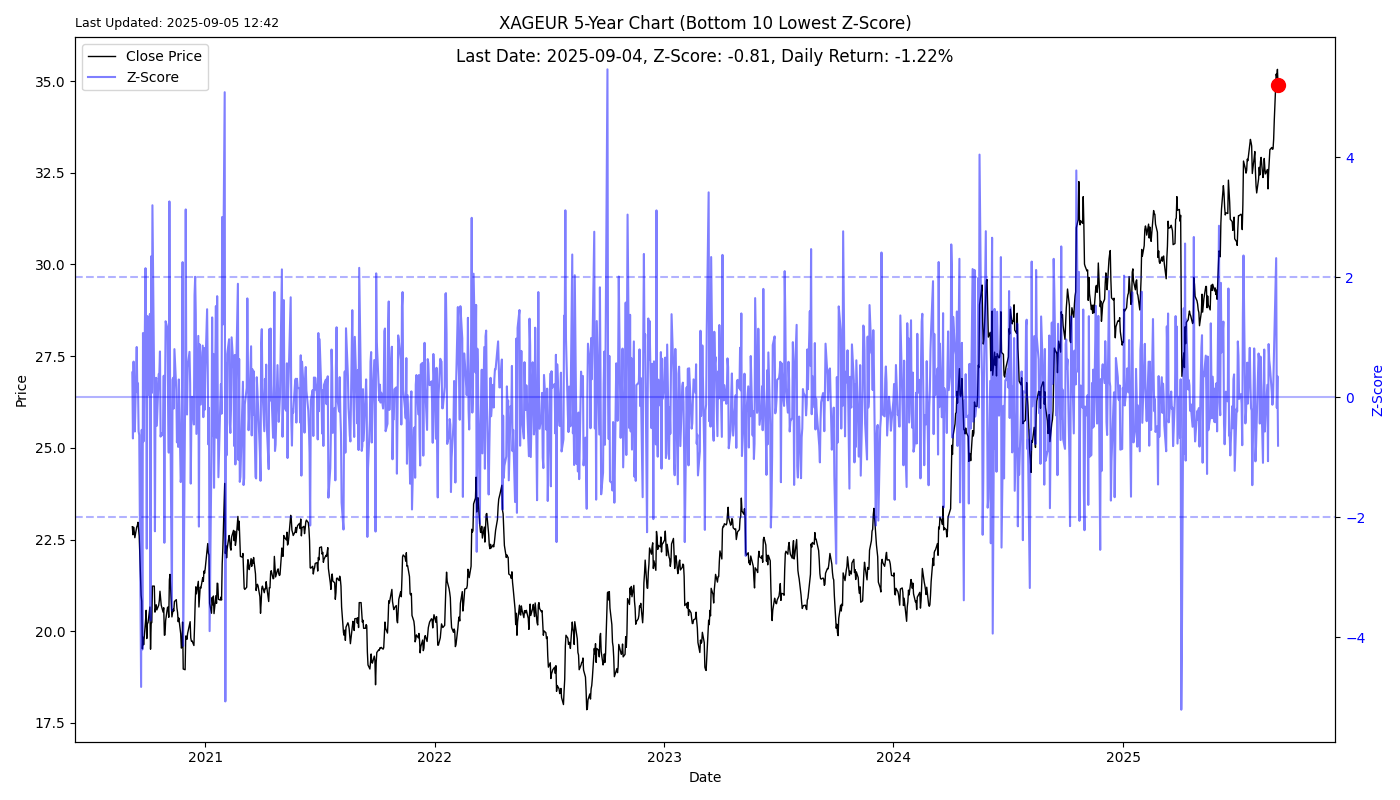 Last Updated: 2025-09-05 12:42
XAGEUR 5-Year Chart (Bottom 10 Lowest Z-Score)
Last Date: 2025-09-04, Z-Score: -0.81, Daily Return: -1.22%
Close Price
Z-Score
35.0
32.5
30.0
27.5
25.0
22.5
20.0
17.5
Price
4
2
0
−2
−4
Z-Score
2021
2022
2023
2024
2025
Date